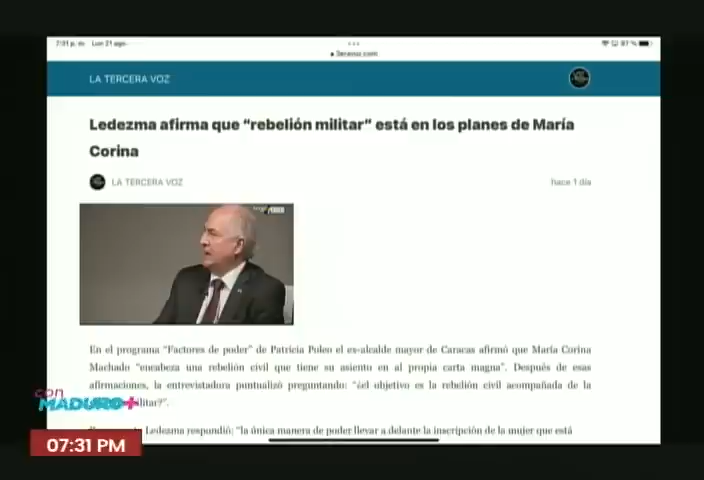 7:31 p. m. Lun 21 ago
87 %
3eravoz.com
LA TERCERA VOZ
Ledezma afirma que “rebelión militar” está en los planes de María
Corina
LA TERCERA VOZ
hace 1 día
En el programa “Factores de poder” de Patricia Poleo el ex-alcalde mayor de Caracas afirmó que María Corina
Machado “encabeza una rebelión civil que tiene su asiento en al propia carta magna”. Después de esas
afirmaciones, la entrevistadora puntualizó preguntando: “¿el objetivo es la rebelión civil acompañada de la
militar?”.
Ledezma respondió: “la única manera de poder llevar a delante la inscripción de la mujer que está
CON
MADURO+
07:31 PM